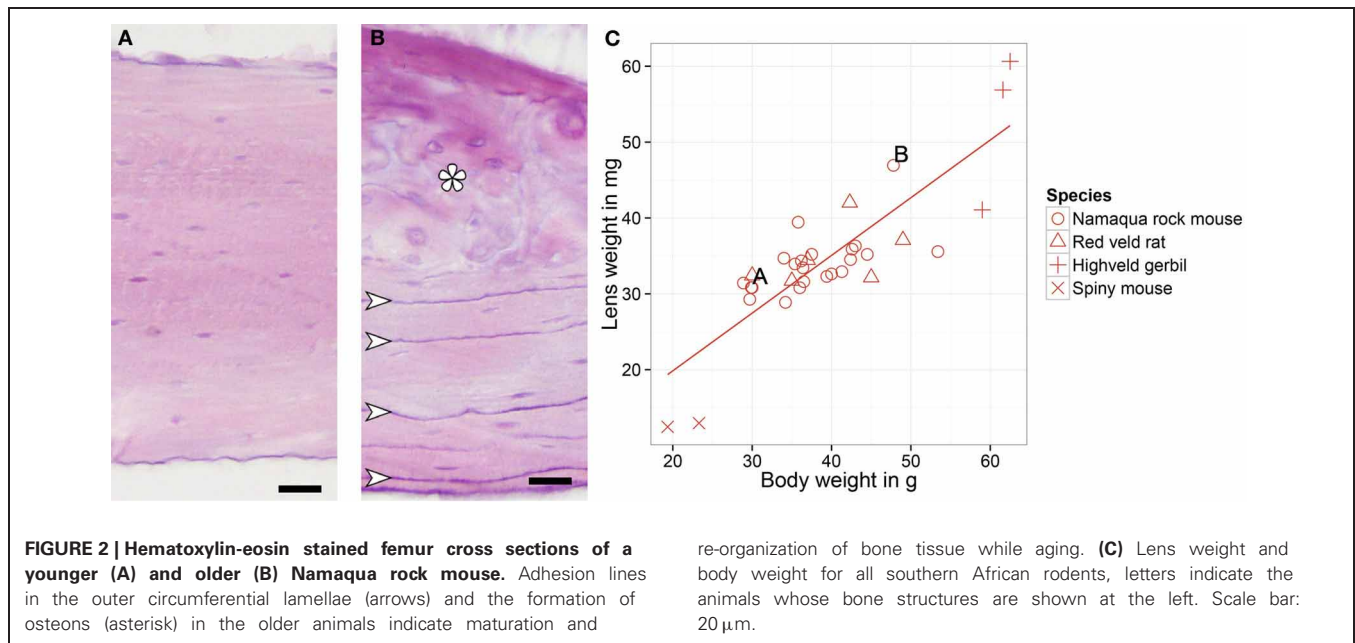 A
B
C
60
50
40
30
20
Lens weight in mg
B
A
20
30
40
50
60
Body weight in g
Species
Namaqua rock mouse
Red veld rat
Highveld gerbil
Spiny mouse
FIGURE 2 | Hematoxylin-eosin stained femur cross sections of a
younger (A) and older (B) Namaqua rock mouse. Adhesion lines
in the outer circumferential lamellae (arrows) and the formation of
osteons (asterisk) in the older animals indicate maturation and
re-organization of bone tissue while aging. (C) Lens weight and
body weight for all southern African rodents, letters indicate the
animals whose bone structures are shown at the left. Scale bar:
20 μm.